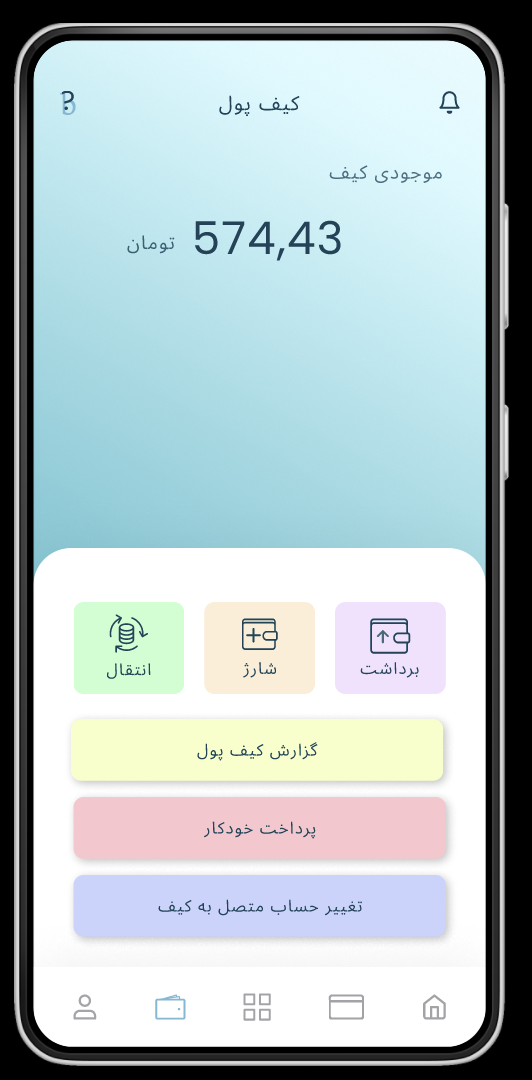 کیف پول
?
موجودی کیف
574,43 تومان
برداشت
شارژ
انتقال
گزارش کیف پول
پرداخت خودکار
تغییر حساب متصل به کیف